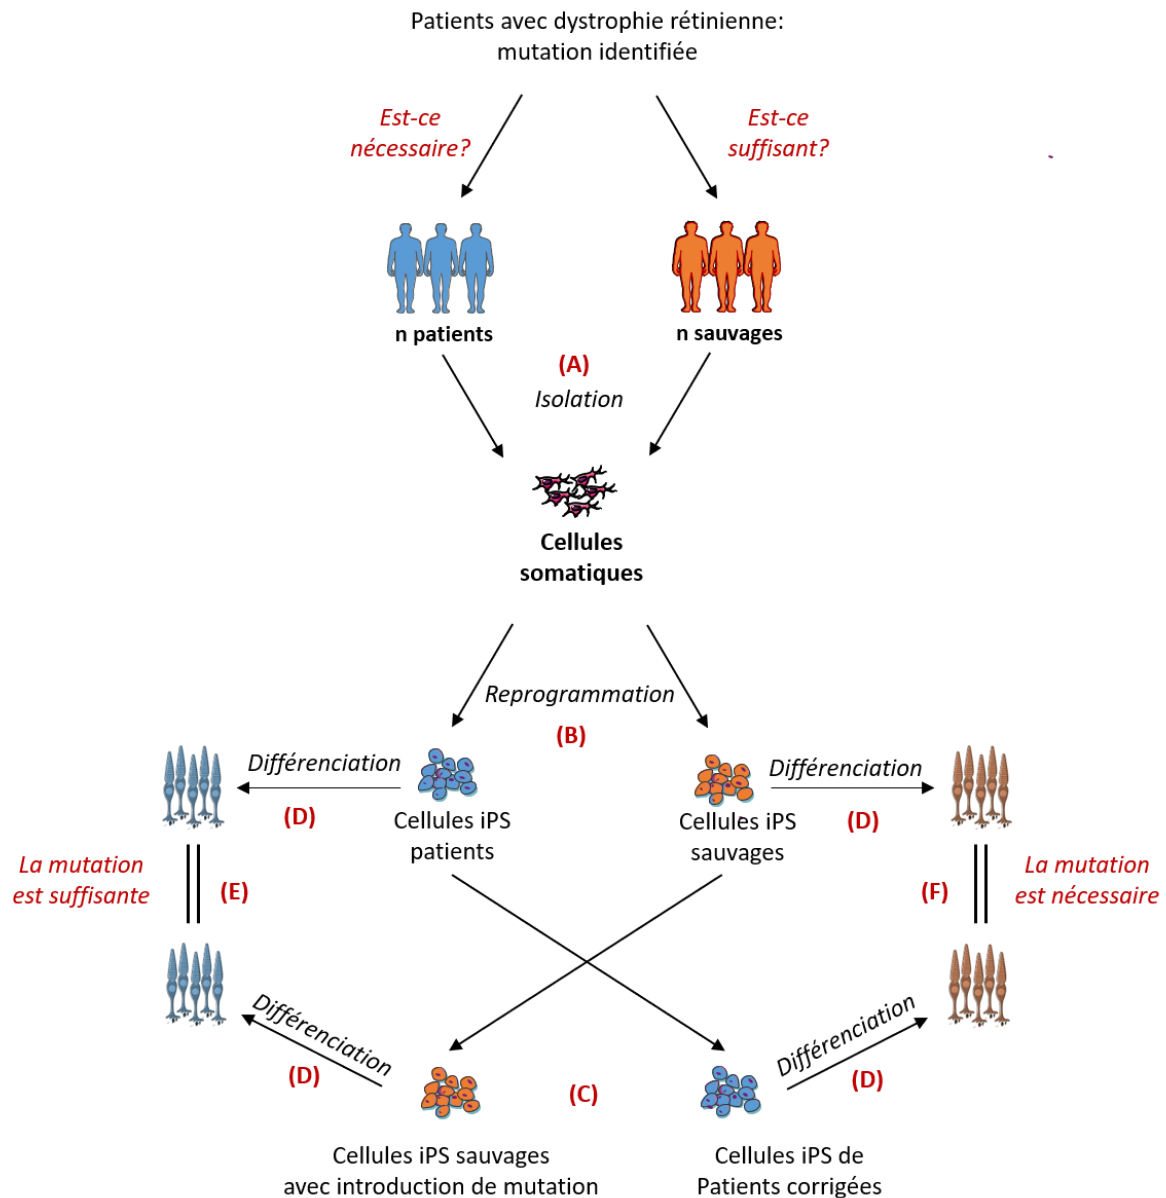 Patients avec dystrophie rétinienne:
mutation identifiée
Est-ce
nécessaire?
Est-ce
suffisant?
n patients
n sauvages
(A)
Isolation
Cellules
somatiques
Reprogrammation
(B)
Différenciation
(D)
Cellules iPS
patients
Différenciation
(D)
Cellules iPS
sauvages
La mutation
est suffisante
(E)
(F)
La mutation
est nécessaire
Différenciation
(D)
Différenciation
(D)
(C)
Cellules iPS sauvages
avec introduction de mutation
Cellules iPS de
Patients corrigées